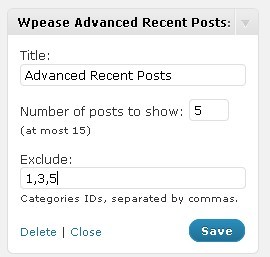 Wpease Advanced Recent Posts:
Title:
Advanced Recent Posts
Number of posts to show: 5
(at most 15)
Exclude:
1,3,5
Categories IDs, separated by commas.
Delete | Close Save